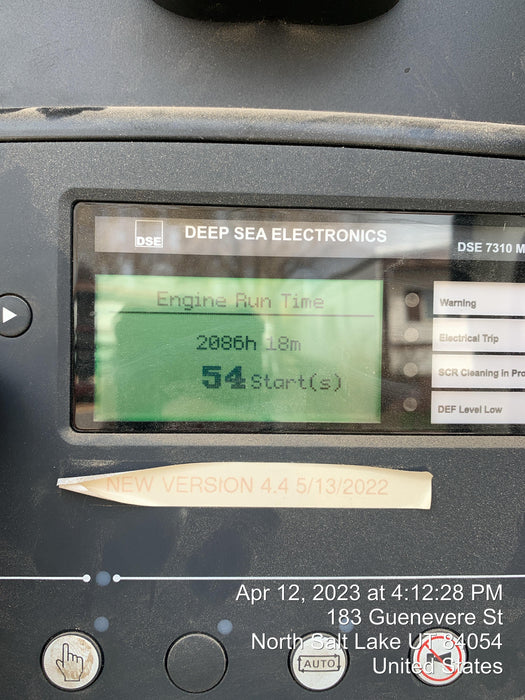 DSE
DEEP SEA ELECTRONICS
DSE 7310 M
Engine Run Time
2086h 18m
54 Start(s)
Warning
Electrical Trip
SCR Cleaning in Pro
DEF Level Low
NEW VERSION 4.4 5/13/2022
AUTO
Apr 12, 2023 at 4:12:28 PM
183 Guenevere St
North Salt Lake UT 84054
United States